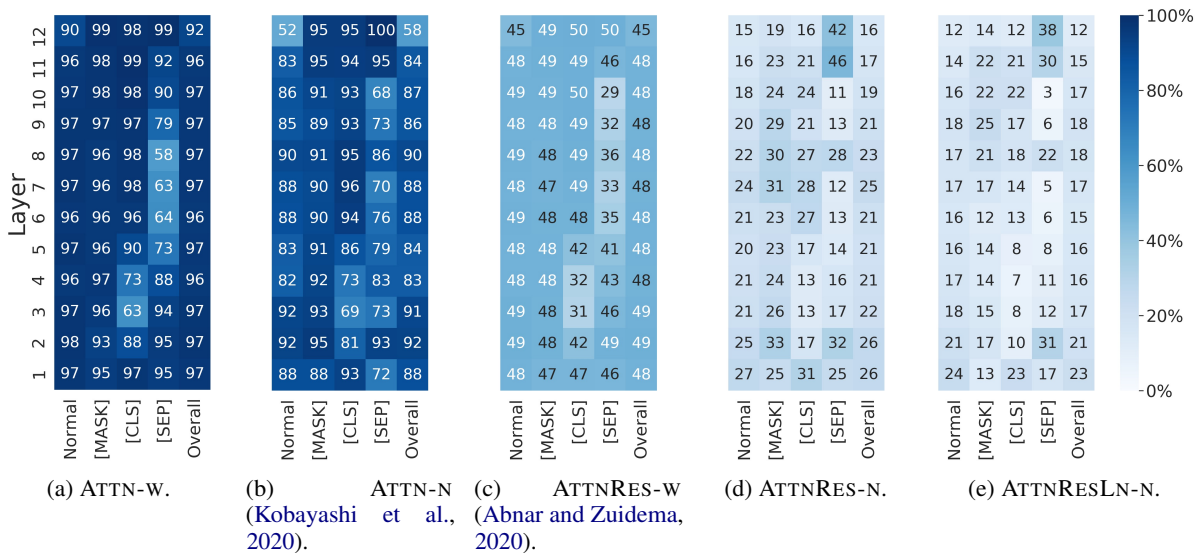 12 90 99 98 99 92 52 95 95 100 58 45 49 50 50 45 15 19 16 42 16 12 14 12 38 12 100%
11 96 98 99 92 96 83 95 94 95 84 48 49 49 46 48 16 23 21 46 17 14 22 21 30 15
10 97 98 98 90 97 86 91 93 68 87 49 49 50 29 48 18 24 24 11 19 16 22 22 3 17 80%
9 97 97 97 79 97 85 89 93 73 86 48 48 49 32 48 20 29 21 13 21 18 25 17 6 18
8 97 96 98 58 97 90 91 95 86 90 49 48 49 36 48 22 30 27 28 23 17 21 18 22 18 60%
7 97 96 98 63 97 88 90 96 70 88 48 47 49 33 48 24 31 28 12 25 17 17 14 5 17
Layer
6 96 96 96 64 96 88 90 94 76 88 49 48 48 35 48 21 23 27 13 21 16 12 13 6 15
5 97 96 90 73 97 83 91 86 79 84 48 48 42 41 48 20 23 17 14 21 16 14 8 8 16 40%
4 96 97 73 88 96 82 92 73 83 83 48 48 32 43 48 21 24 13 16 21 17 14 7 11 16
3 97 96 63 94 97 92 93 69 73 91 49 48 31 46 49 21 26 13 17 22 18 15 8 12 17 20%
2 98 93 88 95 97 92 95 81 93 92 49 48 42 49 49 25 33 17 32 26 21 17 10 31 21
1 97 95 97 95 97 88 88 93 72 88 48 47 47 46 48 27 25 31 25 26 24 13 23 17 23 0%
Normal [MASK] [CLS] [SEP] Overall Normal [MASK] [CLS] [SEP] Overall Normal [MASK] [CLS] [SEP] Overall Normal [MASK] [CLS] [SEP] Overall Normal [MASK] [CLS] [SEP] Overall
(a) ATTN-W.
(b) ATTN-N
(Kobayashi et al.,
2020).
(c) ATTNRES-W
(Abnar and Zuidema,
2020).
(d) ATTNRES-N.
(e) ATTNRESLN-N.